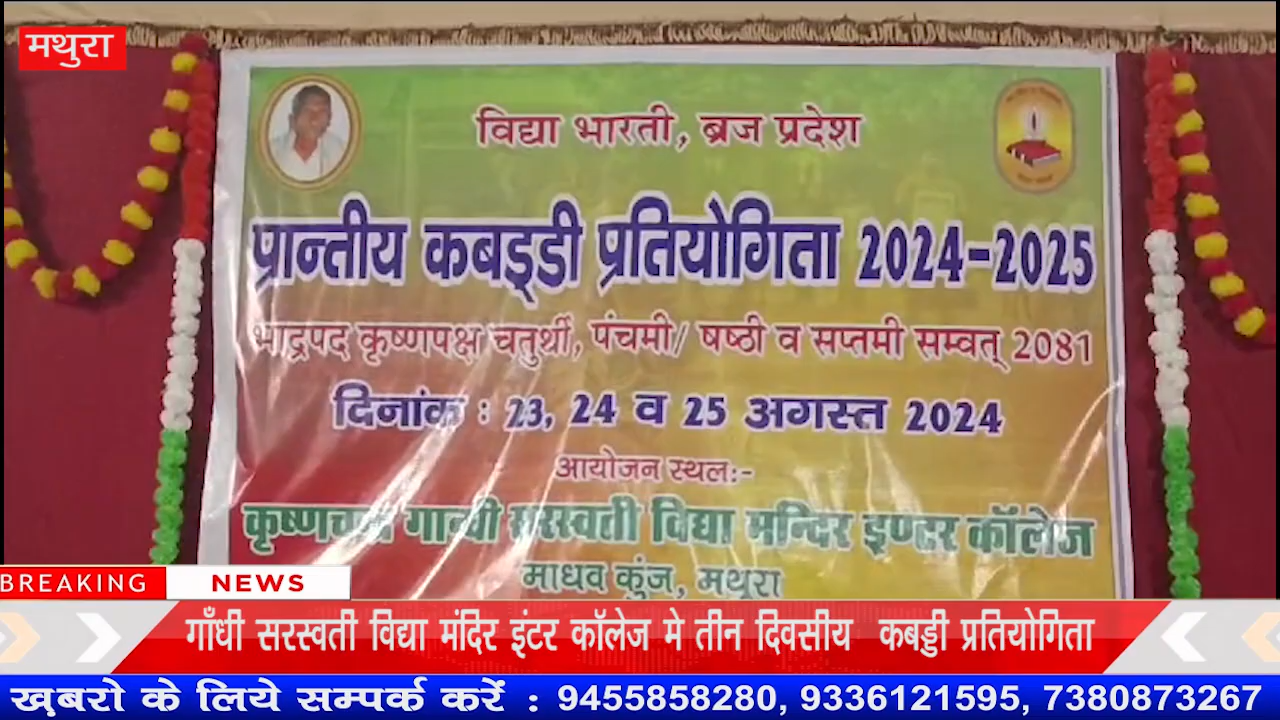 मथुरा
विद्या भारती, ब्रज प्रदेश
प्रान्तीय कबड्डी प्रतियोगिता 2024-2025
भाद्रपद कृष्णपक्ष चतुर्थी, पंचमी/ षष्ठी व सप्तमी सम्वत् 2081
दिनांक : 23, 24 व 25 अगस्त 2024
आयोजन स्थल:-
कृष्णचन्द्र गान्धी सरस्वती विद्या मन्दिर इण्टर कॉलेज
माधव कुंज, मथुरा
BREAKING NEWS
गाँधी सरस्वती विद्या मंदिर इंटर कॉलेज मे तीन दिवसीय कबड्डी प्रतियोगिता
ख़बरो के लिये सम्पर्क करें : 9455858280, 9336121595, 7380873267